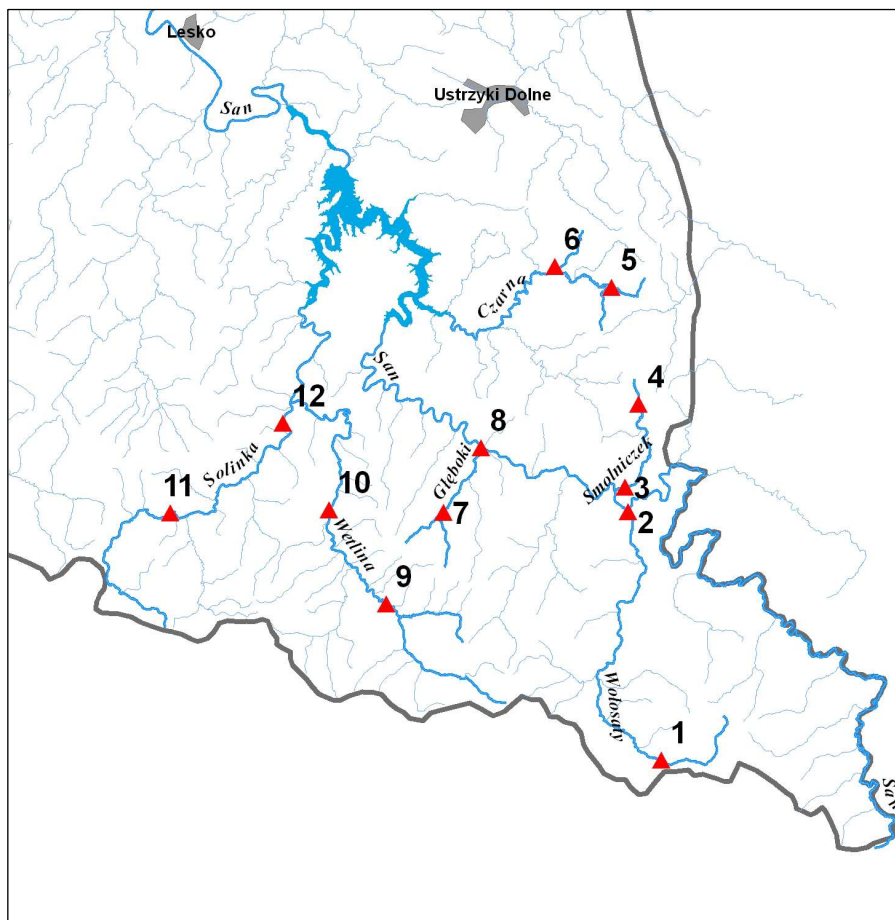 Lesko
San
Ustrzyki Dolne
6
5
Czarna
San
4
12
8
Solinka
Głęboki
Smolniczek
11
10
3
7
2
Wetlina
9
Wołosaty
1
San